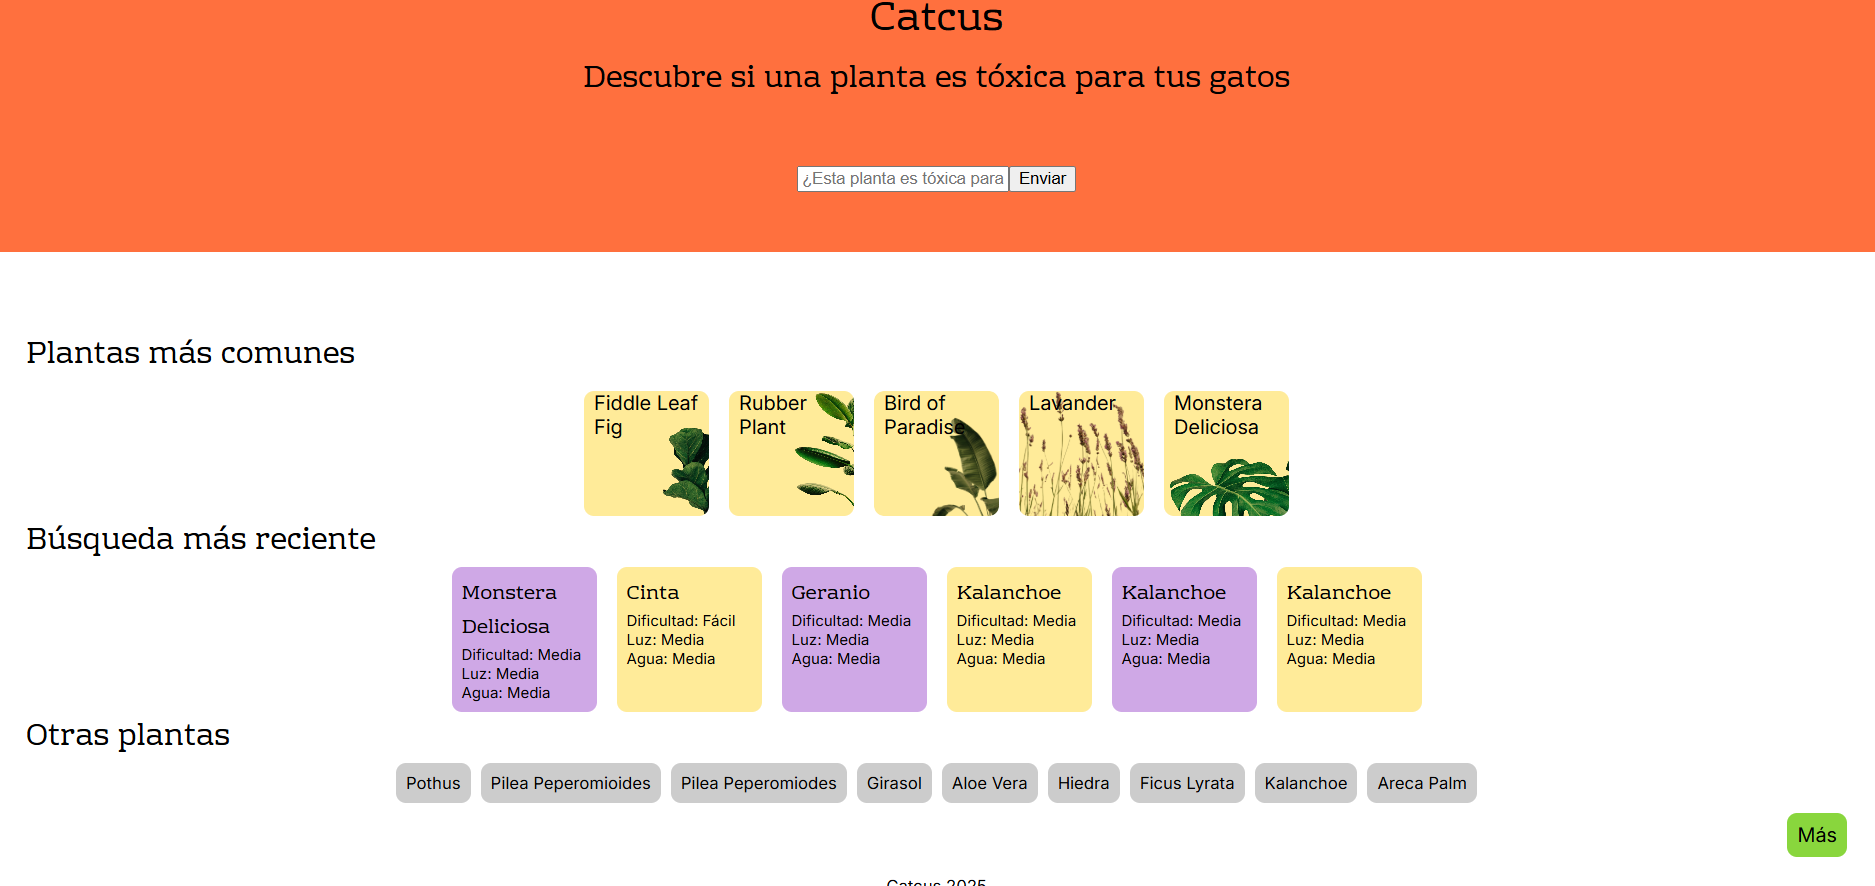 Catcus
Descubre si una planta es tóxica para tus gatos
¿Esta planta es tóxica para
Enviar
Plantas más comunes
Fiddle Leaf
Fig
Rubber
Plant
Bird of
Paradise
Lavander
Monstera
Deliciosa
Búsqueda más reciente
Monstera
Deliciosa
Dificultad: Media
Luz: Media
Agua: Media
Cinta
Dificultad: Fácil
Luz: Media
Agua: Media
Geranio
Dificultad: Media
Luz: Media
Agua: Media
Kalanchoe
Dificultad: Media
Luz: Media
Agua: Media
Kalanchoe
Dificultad: Media
Luz: Media
Agua: Media
Kalanchoe
Dificultad: Media
Luz: Media
Agua: Media
Otras plantas
Pothus
Pilea Peperomioides
Pilea Peperomiodes
Girasol
Aloe Vera
Hiedra
Ficus Lyrata
Kalanchoe
Areca Palm
Más
Catcus 2025